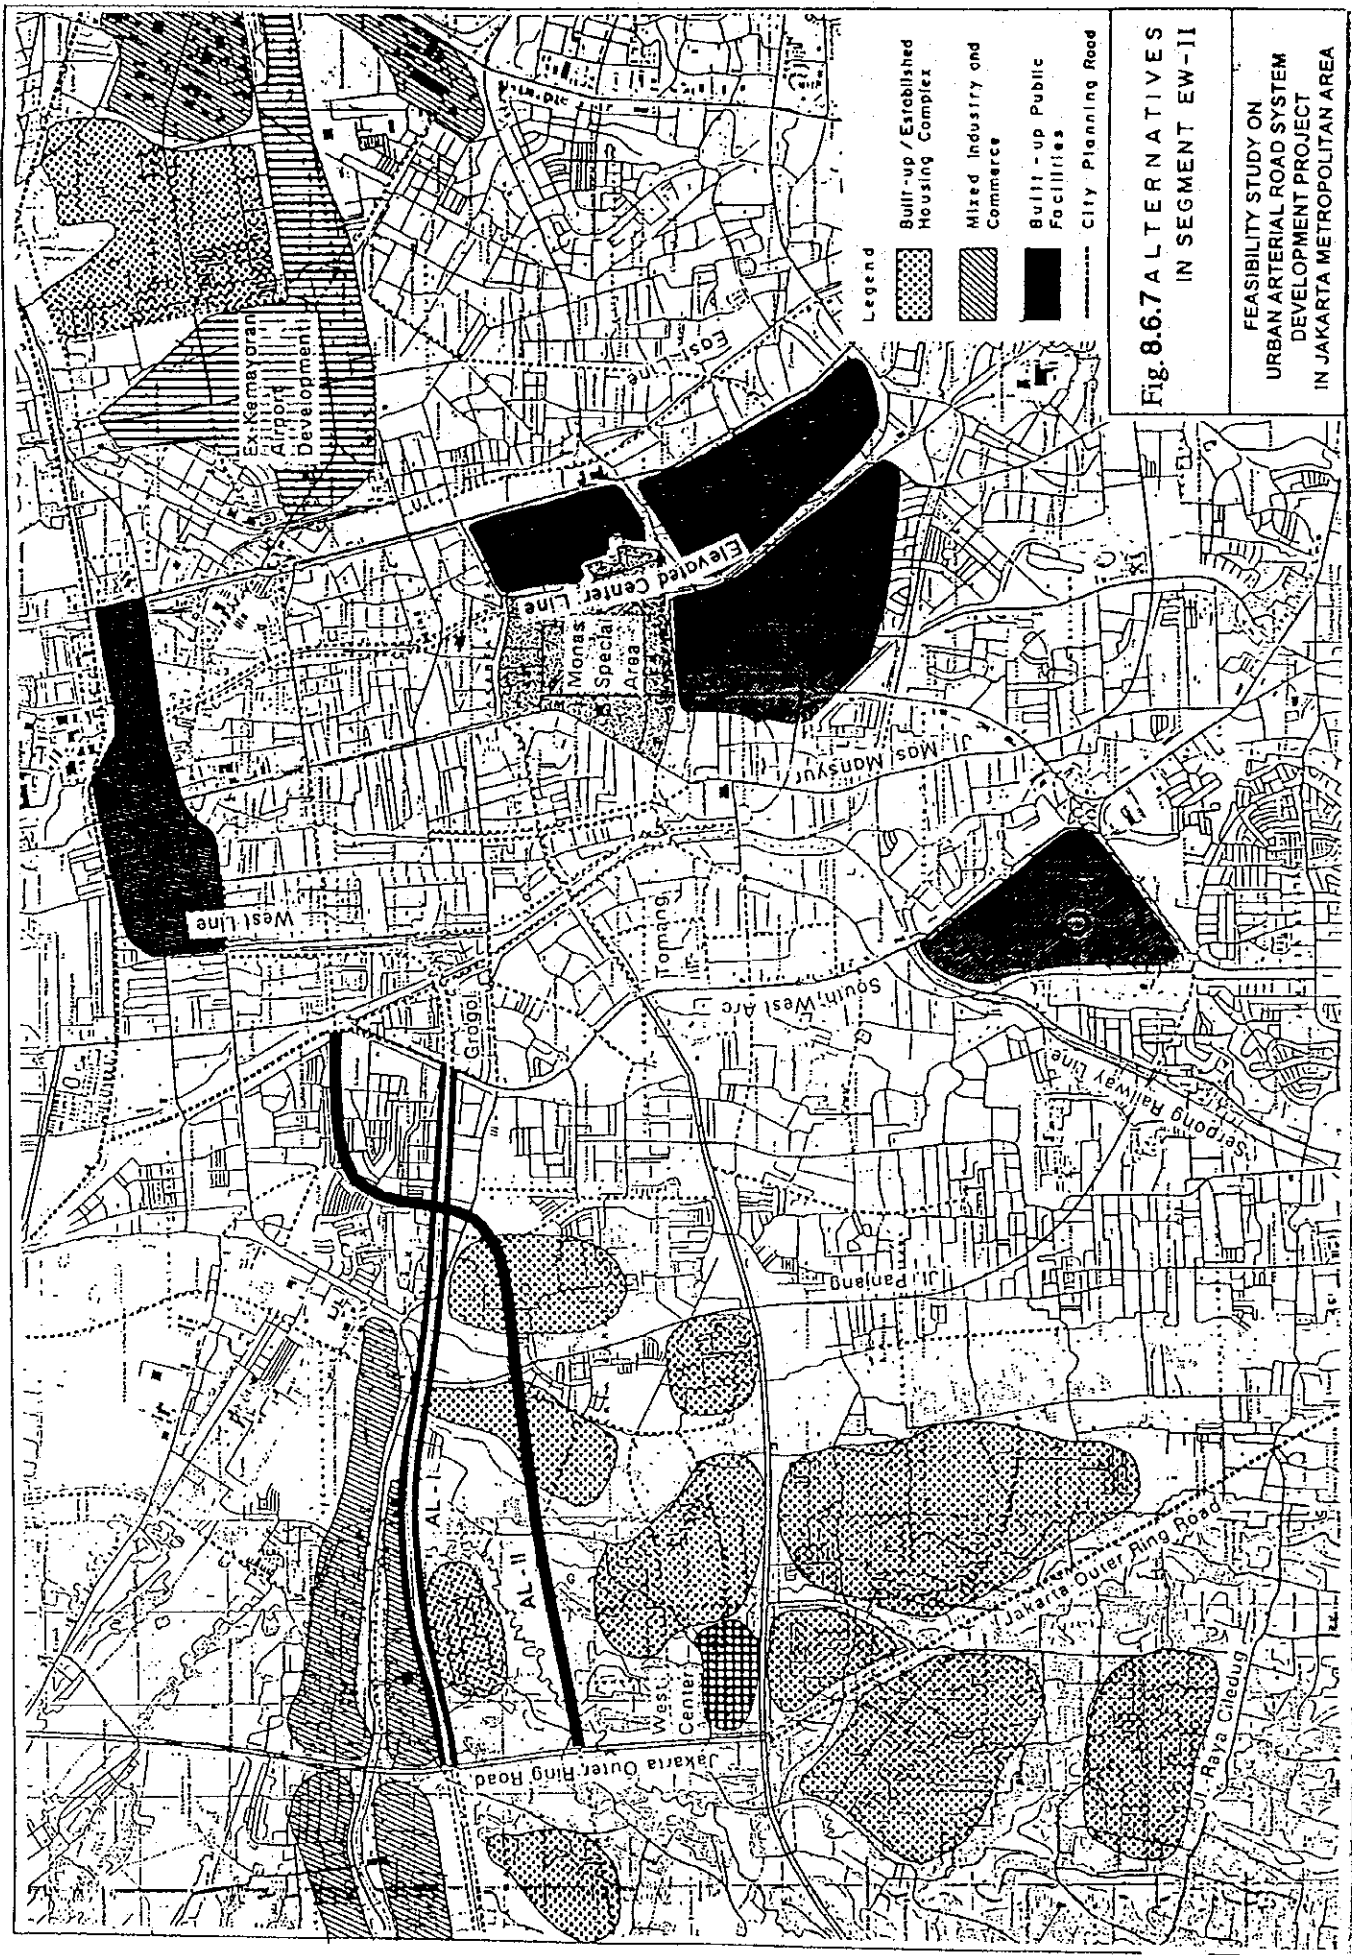 Legend
Built-up / Established
Housing Complex
Mixed Industry and
Commerce
Built-up Public
Facilities
City Planning Road
Fig. 8.6.7 ALTERNATIVES
IN SEGMENT EW-II
FEASIBILITY STUDY ON
URBAN ARTERIAL ROAD SYSTEM
DEVELOPMENT PROJECT
IN JAKARTA METROPOLITAN AREA
Ex Kemayoran
Airport
Development
East Line
Elevated Center Line
Monas
Special
Area
West Line
Jl. Mas Mansyur
Tomang
Grogol
South West Arc
Serpong Railway Line
Jl. Panjang
AL-I
AL-II
West
Center
Jakarta Outer Ring Road
Jakarta Outer Ring Road
Raya Ciledug